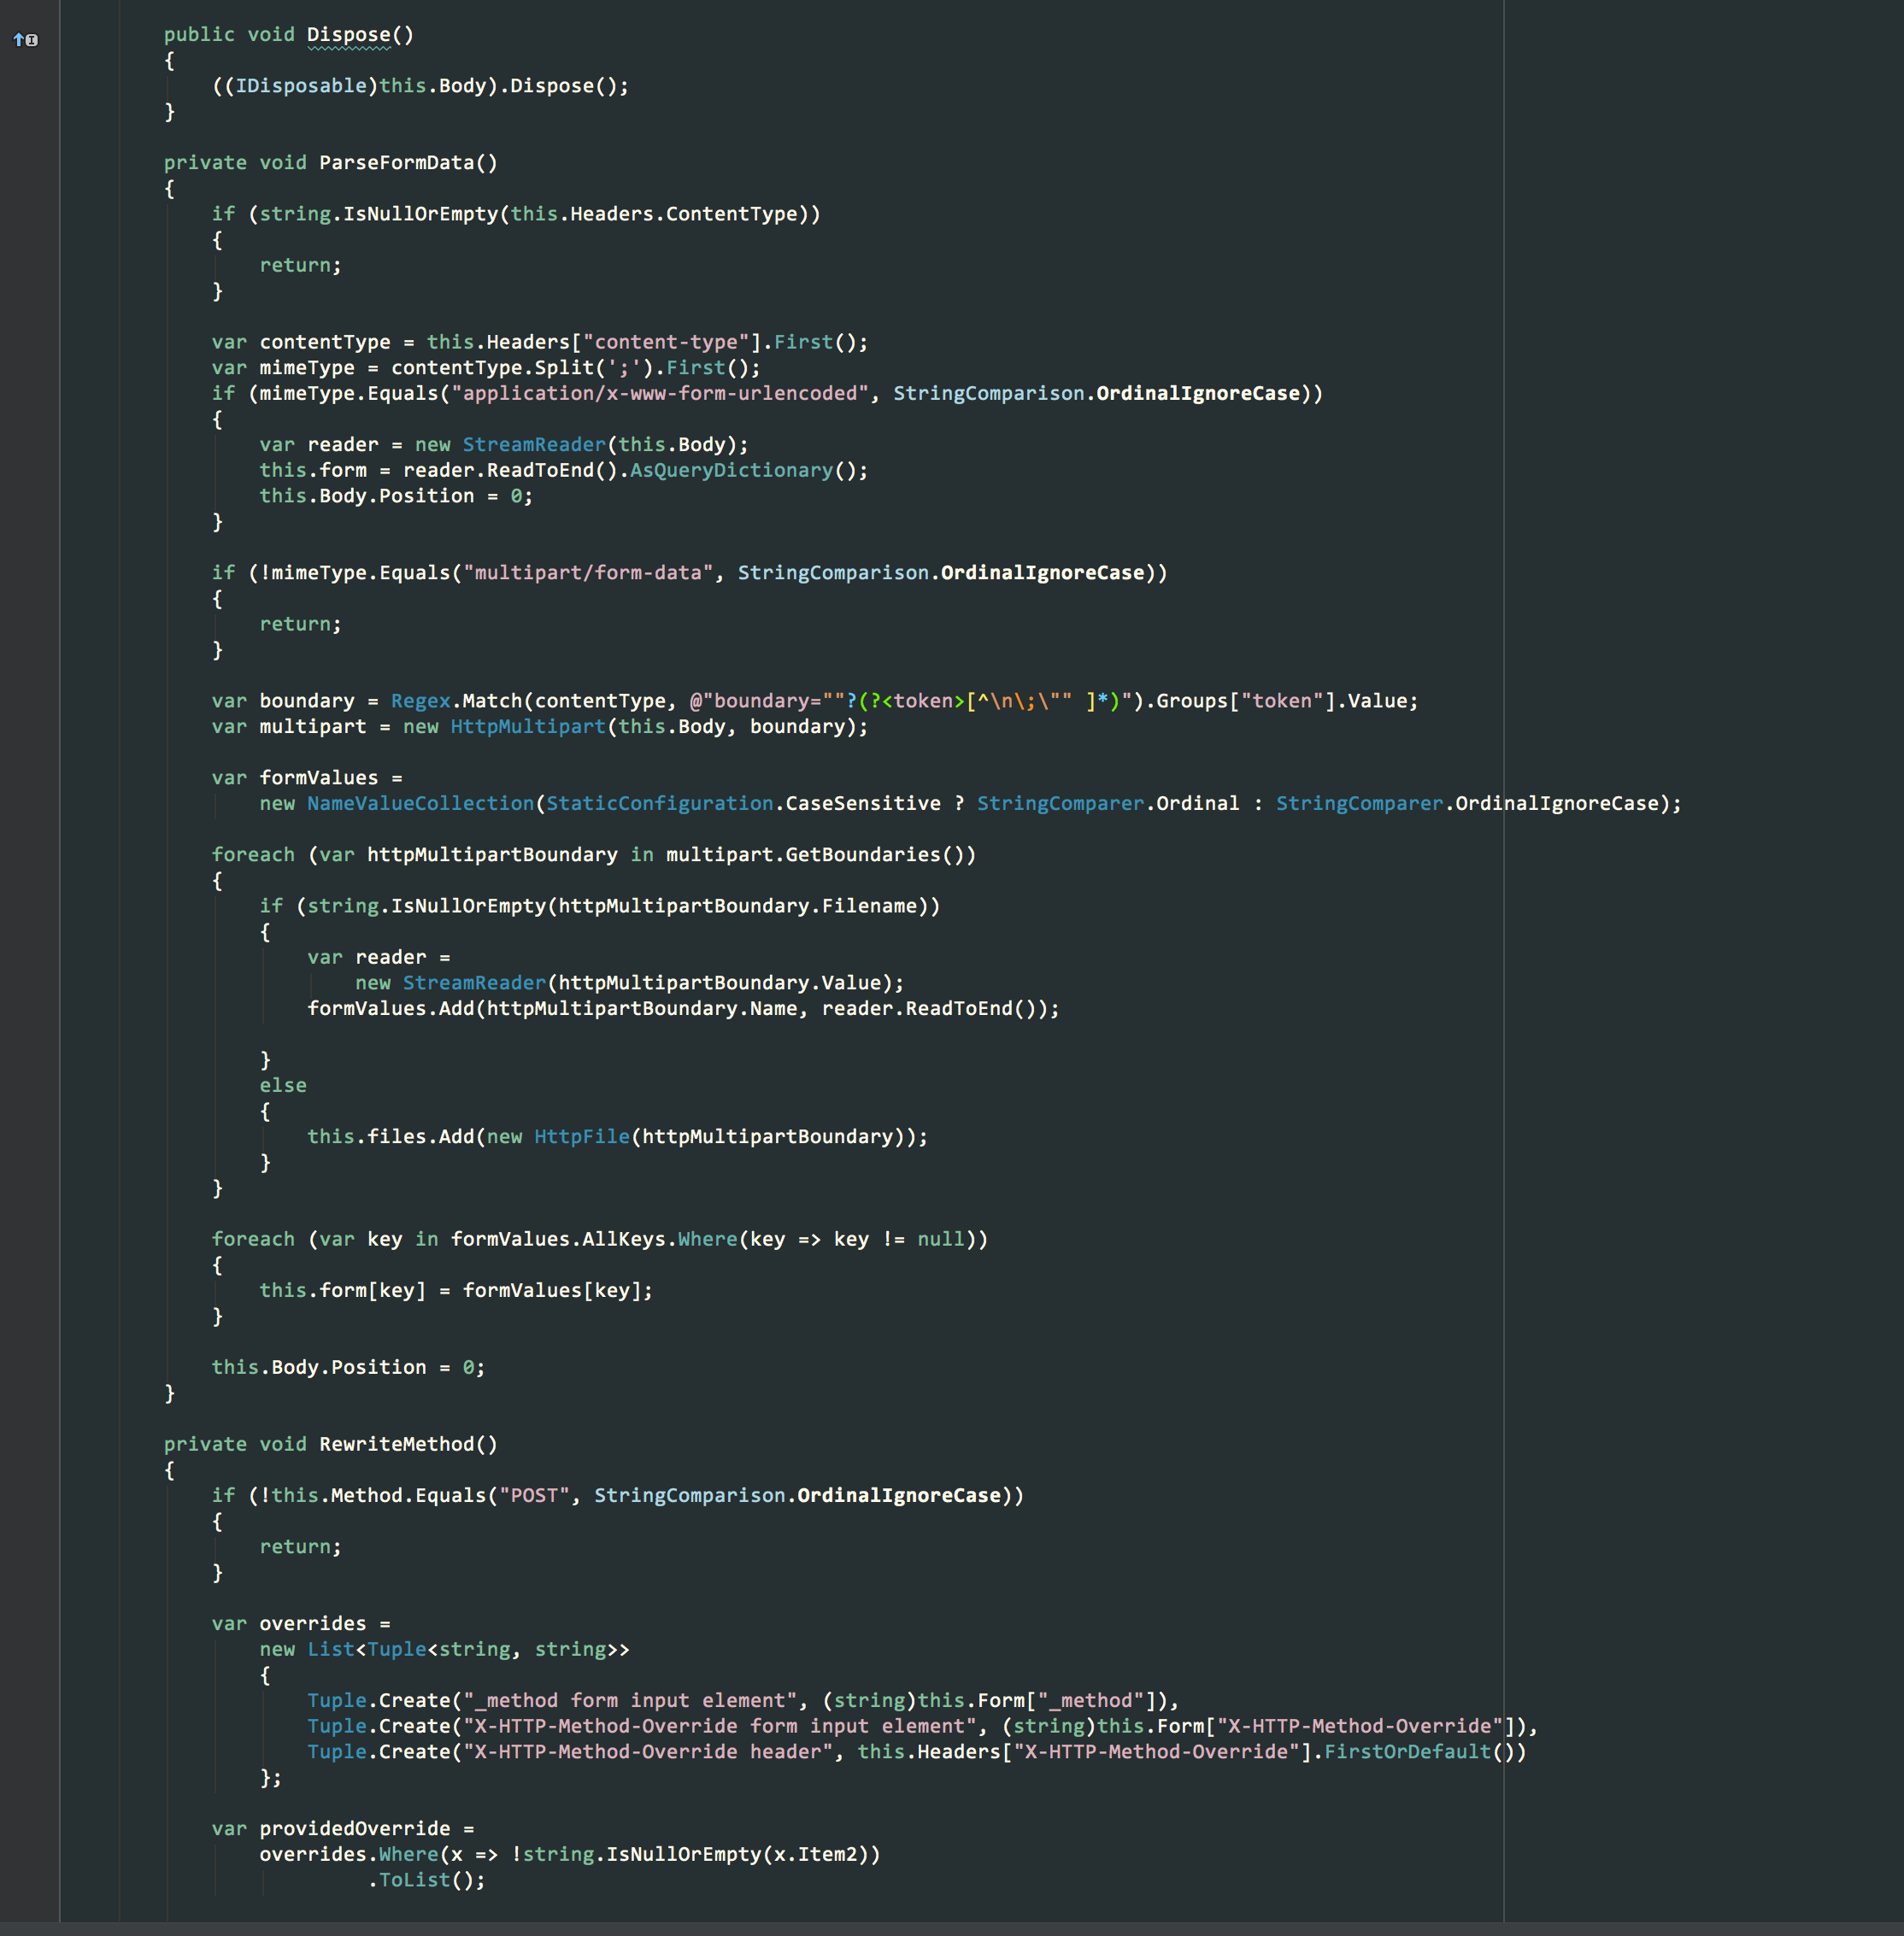 public void Dispose()
{
    ((IDisposable)this.Body).Dispose();
}

private void ParseFormData()
{
    if (string.IsNullOrEmpty(this.Headers.ContentType))
    {
        return;
    }

    var contentType = this.Headers["content-type"].First();
    var mimeType = contentType.Split(';').First();
    if (mimeType.Equals("application/x-www-form-urlencoded", StringComparison.OrdinalIgnoreCase))
    {
        var reader = new StreamReader(this.Body);
        this.form = reader.ReadToEnd().AsQueryDictionary();
        this.Body.Position = 0;
    }

    if (!mimeType.Equals("multipart/form-data", StringComparison.OrdinalIgnoreCase))
    {
        return;
    }

    var boundary = Regex.Match(contentType, @"boundary=""?(?<token>[^\n\;\"" ]*)").Groups["token"].Value;
    var multipart = new HttpMultipart(this.Body, boundary);

    var formValues =
        new NameValueCollection(StaticConfiguration.CaseSensitive ? StringComparer.Ordinal : StringComparer.OrdinalIgnoreCase);

    foreach (var httpMultipartBoundary in multipart.GetBoundaries())
    {
        if (string.IsNullOrEmpty(httpMultipartBoundary.Filename))
        {
            var reader =
                new StreamReader(httpMultipartBoundary.Value);
            formValues.Add(httpMultipartBoundary.Name, reader.ReadToEnd());

        }
        else
        {
            this.files.Add(new HttpFile(httpMultipartBoundary));
        }
    }

    foreach (var key in formValues.AllKeys.Where(key => key != null))
    {
        this.form[key] = formValues[key];
    }

    this.Body.Position = 0;
}

private void RewriteMethod()
{
    if (!this.Method.Equals("POST", StringComparison.OrdinalIgnoreCase))
    {
        return;
    }

    var overrides =
        new List<Tuple<string, string>>
        {
            Tuple.Create("_method form input element", (string)this.Form["_method"]),
            Tuple.Create("X-HTTP-Method-Override form input element", (string)this.Form["X-HTTP-Method-Override"]),
            Tuple.Create("X-HTTP-Method-Override header", this.Headers["X-HTTP-Method-Override"].FirstOrDefault())
        };

    var providedOverride =
        overrides.Where(x => !string.IsNullOrEmpty(x.Item2))
                 .ToList();